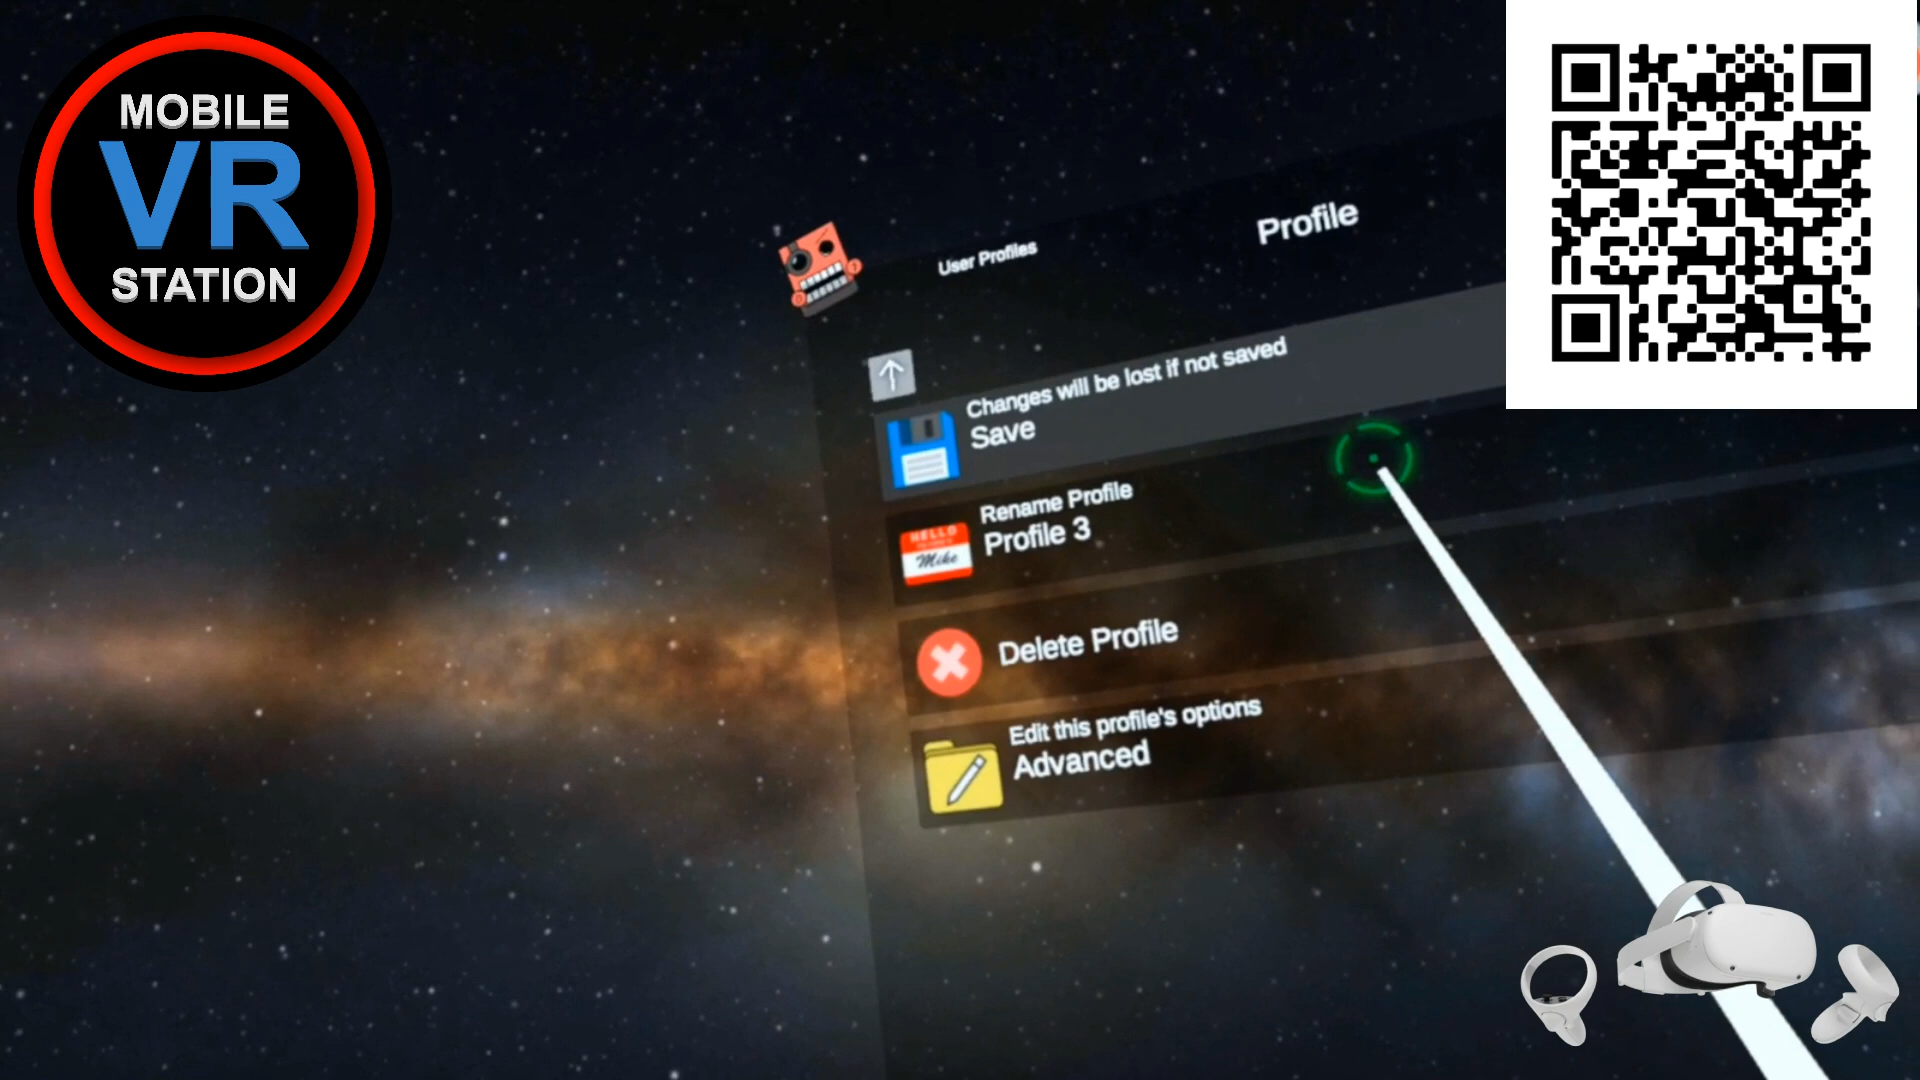 MOBILE
VR
STATION
User Profiles
Profile
Changes will be lost if not saved
Save
Rename Profile
Profile 3
HELLO
Mike
Delete Profile
Edit this profile's options
Advanced